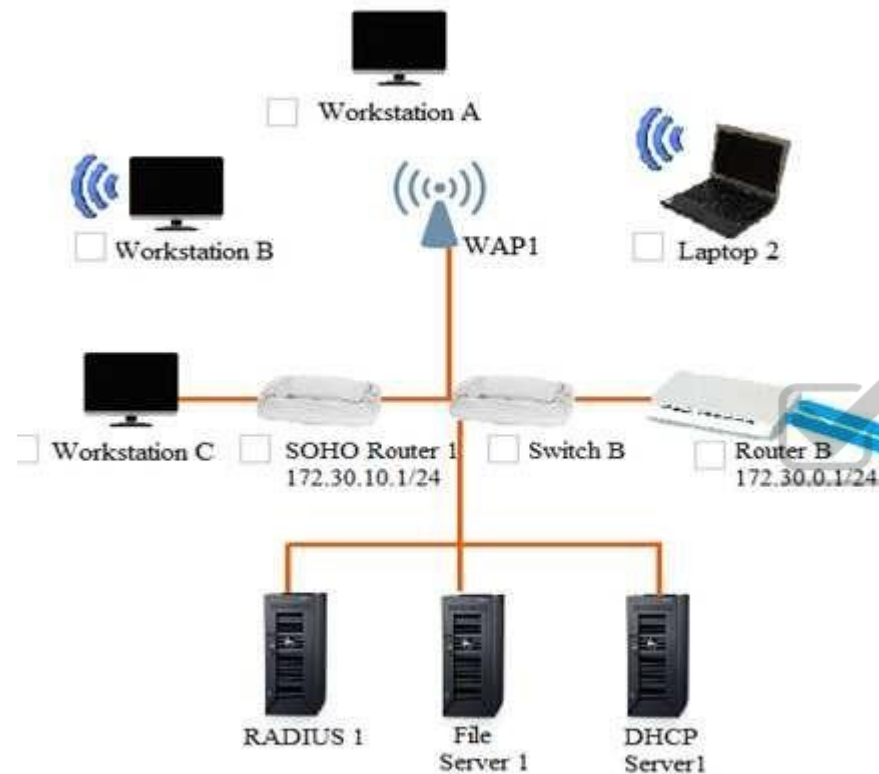 Workstation A
Workstation B
WAP1
Laptop 2
Workstation C
SOHO Router 1
172.30.10.1/24
Switch B
Router B
172.30.0.1/24
RADIUS 1
File
Server 1
DHCP
Server1